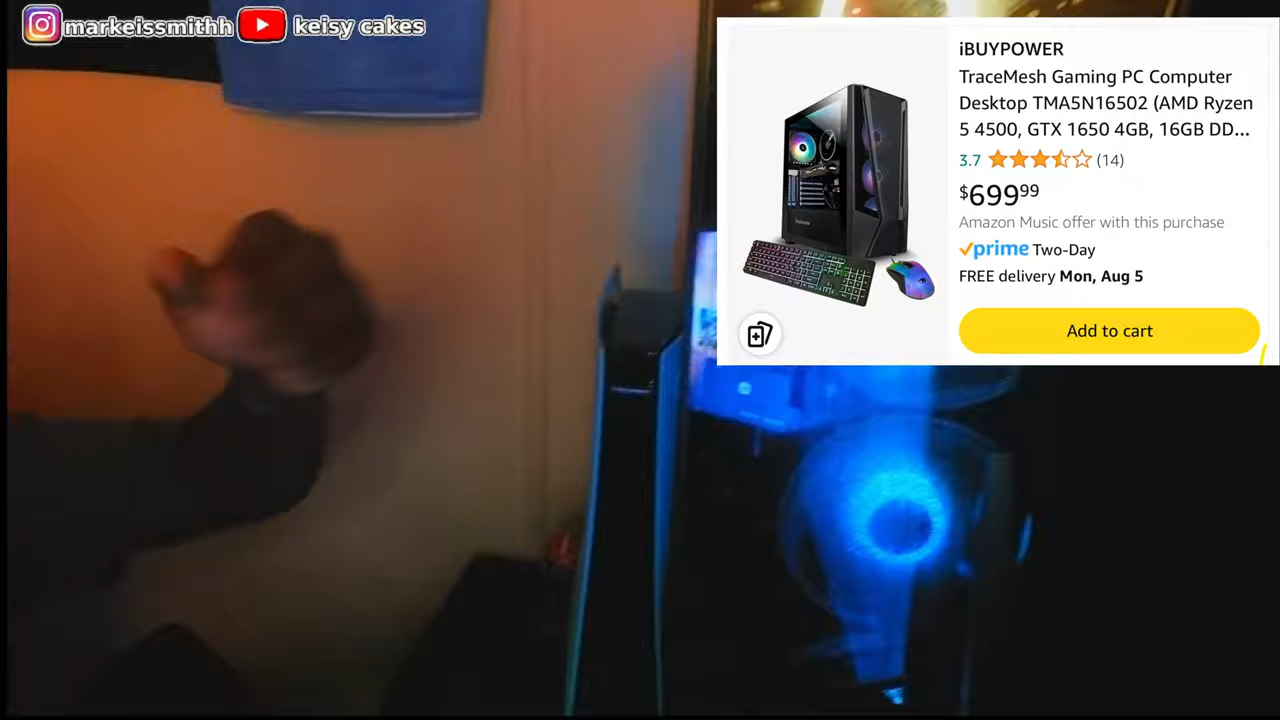 markeissmithh keisy cakes
iBUYPOWER
TraceMesh Gaming PC Computer
Desktop TMA5N16502 (AMD Ryzen
5 4500, GTX 1650 4GB, 16GB DD...
3.7 (14)
$699.99
Amazon Music offer with this purchase
prime Two-Day
FREE delivery Mon, Aug 5
Add to cart